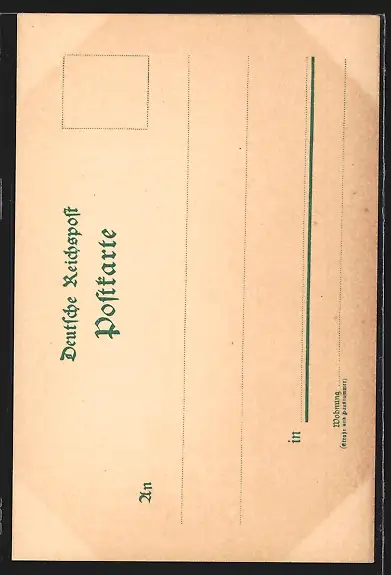 Deutſche Reichspoſt
Poſtkarte
An
in
Wohnung
(Straße und Hausnummer)